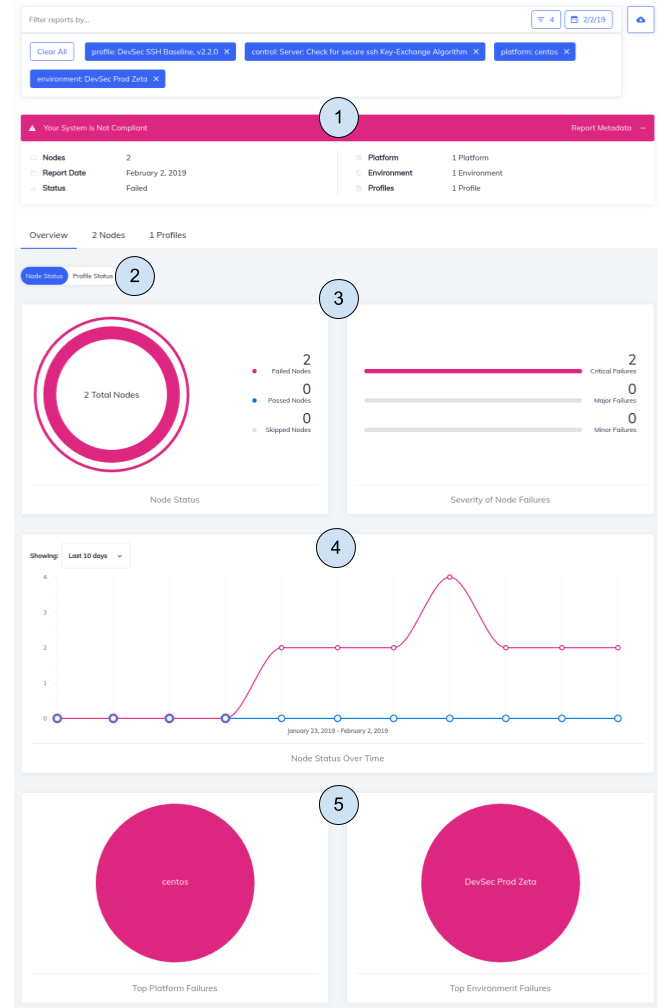 Filter reports by...
4
2/2/19
Clear All
profile: DevSec SSH Baseline, v2.2.0 ×
control: Server: Check for secure ssh Key-Exchange Algorithm ×
platform: centos ×
environment: DevSec Prod Zeta ×
1
Your System is Not Compliant
Report Metadata −
Nodes 2
Report Date February 2, 2019
Status Failed
Platform 1 Platform
Environment 1 Environment
Profiles 1 Profile
Overview 2 Nodes 1 Profiles
Node Status Profile Status
2
3
2 Total Nodes
2
Failed Nodes
0
Passed Nodes
0
Skipped Nodes
Node Status
2
Critical Failures
0
Major Failures
0
Minor Failures
Severity of Node Failures
4
Showing: Last 10 days
4
3
2
1
0
January 23, 2019 - February 2, 2019
Node Status Over Time
5
centos
Top Platform Failures
DevSec Prod Zeta
Top Environment Failures